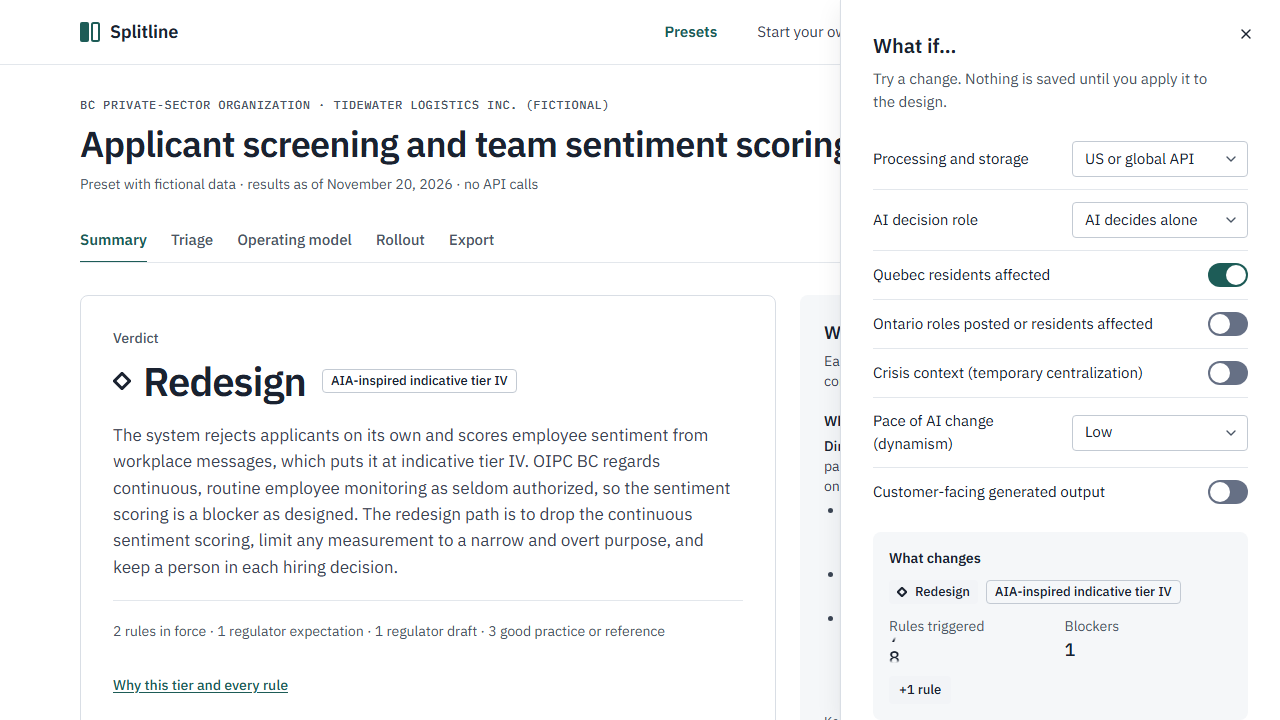 Splitline
Presets
Start your ow
BC PRIVATE-SECTOR ORGANIZATION · TIDEWATER LOGISTICS INC. (FICTIONAL)
Applicant screening and team sentiment scoring
Preset with fictional data · results as of November 20, 2026 · no API calls
Summary
Triage
Operating model
Rollout
Export
Verdict
Redesign
AIA-inspired indicative tier IV
The system rejects applicants on its own and scores employee sentiment from
workplace messages, which puts it at indicative tier IV. OIPC BC regards
continuous, routine employee monitoring as seldom authorized, so the sentiment
scoring is a blocker as designed. The redesign path is to drop the continuous
sentiment scoring, limit any measurement to a narrow and overt purpose, and
keep a person in each hiring decision.
2 rules in force · 1 regulator expectation · 1 regulator draft · 3 good practice or reference
Why this tier and every rule
What if...
Try a change. Nothing is saved until you apply it to
the design.
Processing and storage
US or global API
AI decision role
AI decides alone
Quebec residents affected
Ontario roles posted or residents affected
Crisis context (temporary centralization)
Pace of AI change
(dynamism)
Low
Customer-facing generated output
What changes
Redesign
AIA-inspired indicative tier IV
Rules triggered
8
Blockers
1
+1 rule